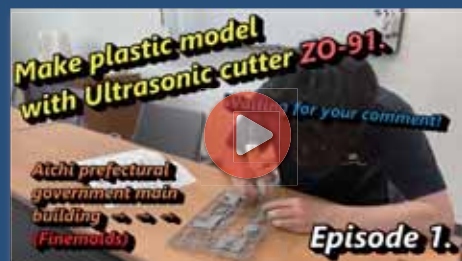 Make plastic model
with Ultrasonic cutter ZO-91.
Waiting for your comment!
Aichi prefectural
government main
building
(Finemolds)
Episode 1.